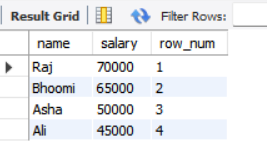 Result Grid Filter Rows:
name salary row_num
Raj 70000 1
Bhoomi 65000 2
Asha 50000 3
Ali 45000 4